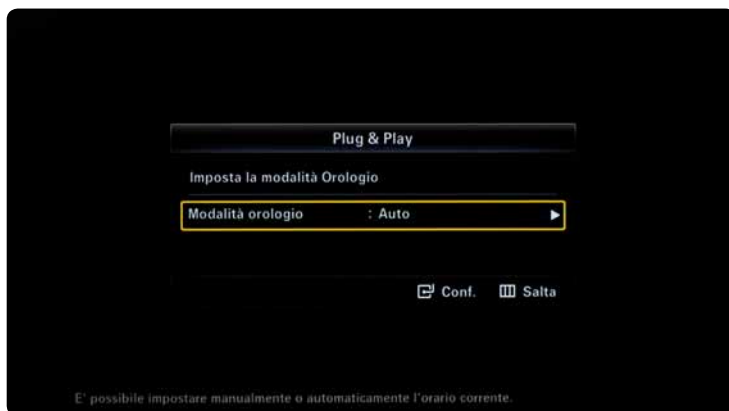 Plug & Play
Imposta la modalità Orologio
Modalità orologio : Auto ▶
Conf. Salta
E' possibile impostare manualmente o automaticamente l'orario corrente.